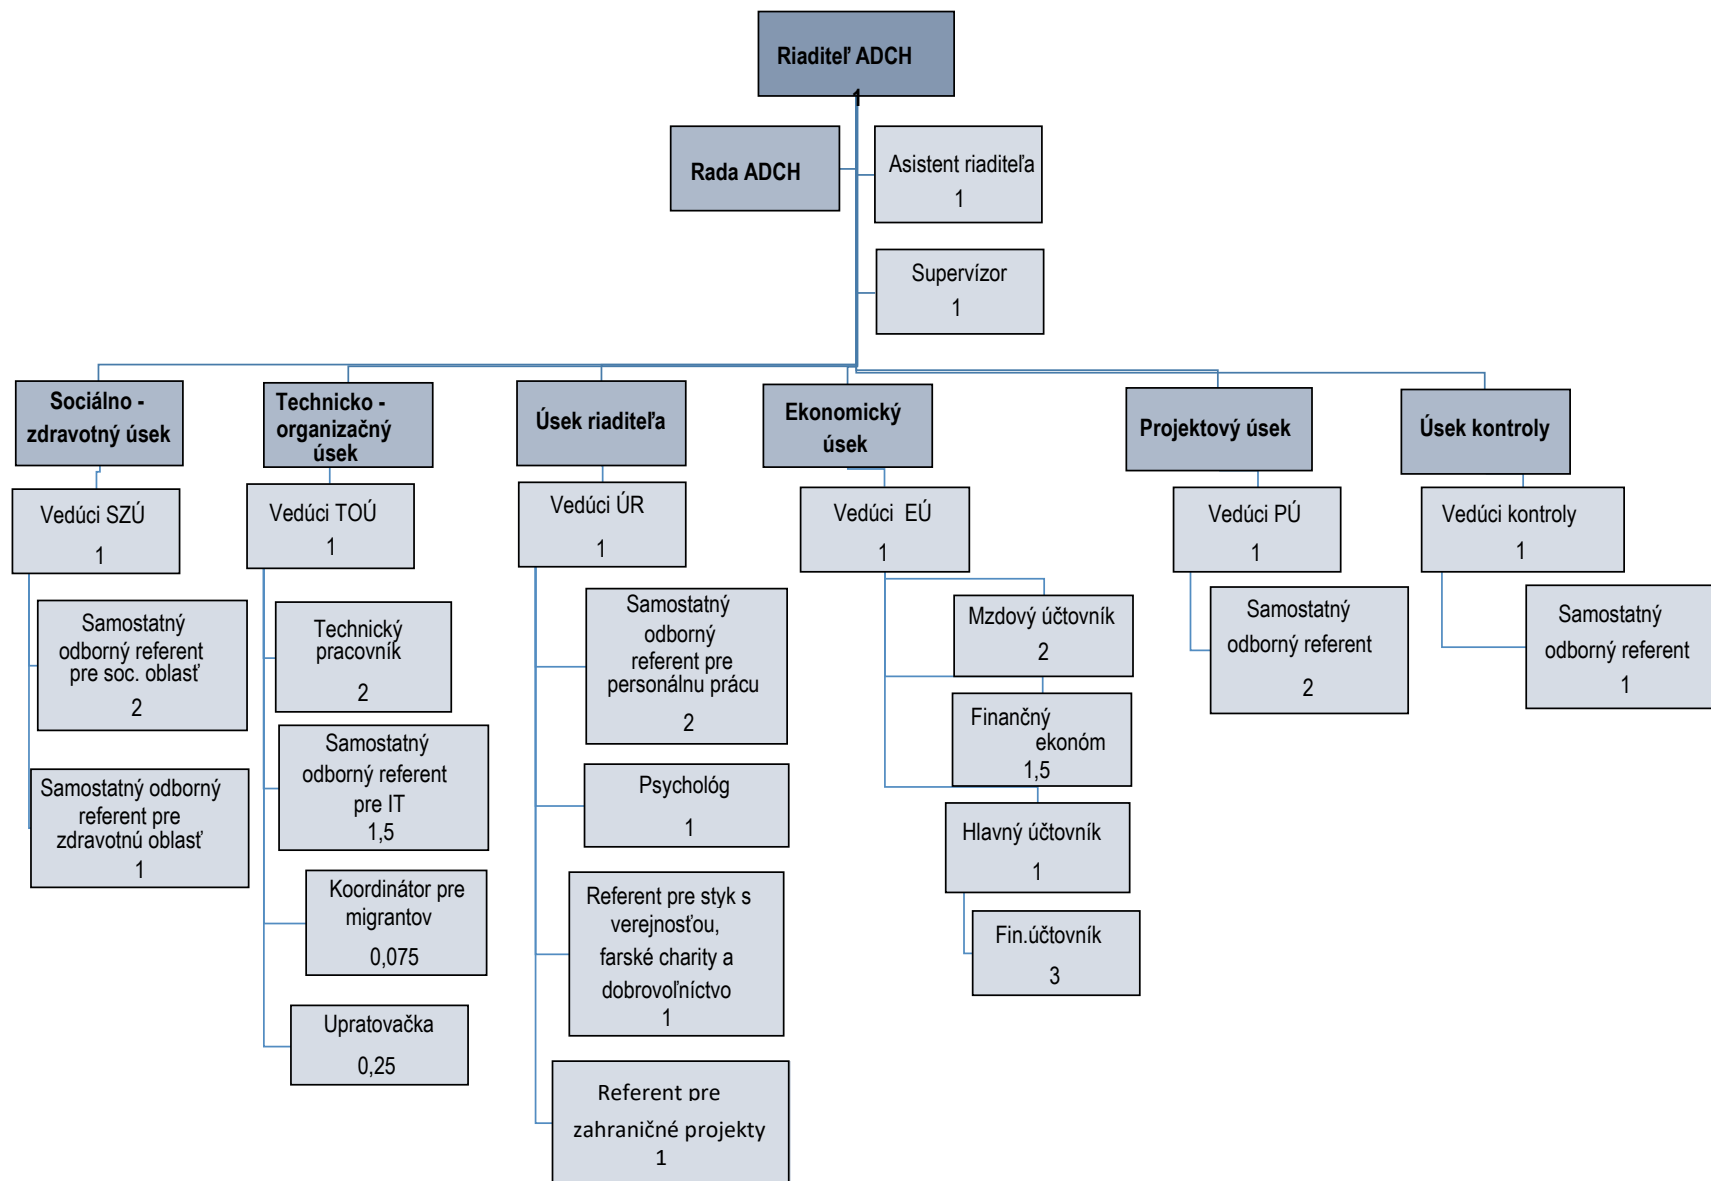 Riaditeľ ADCH
1
Rada ADCH
Asistent riaditeľa
1
Supervízor
1
Sociálno -
zdravotný úsek
Vedúci SZÚ
1
Samostatný
odborný referent
pre soc. oblasť
2
Samostatný odborný
referent pre
zdravotnú oblasť
1
Technicko -
organizačný
úsek
Vedúci TOÚ
1
Technický
pracovník
2
Samostatný
odborný referent
pre IT
1,5
Koordinátor pre
migrantov
0,075
Upratovačka
0,25
Úsek riaditeľa
Vedúci ÚR
1
Samostatný
odborný
referent pre
personálnu prácu
2
Psychológ
1
Referent pre styk s
verejnosťou,
farské charity a
dobrovoľníctvo
1
Referent pre
zahraničné projekty
1
Ekonomický
úsek
Vedúci EÚ
1
Mzdový účtovník
2
Finančný
ekonóm
1,5
Hlavný účtovník
1
Fin.účtovník
3
Projektový úsek
Vedúci PÚ
1
Samostatný
odborný referent
2
Úsek kontroly
Vedúci kontroly
1
Samostatný
odborný referent
1